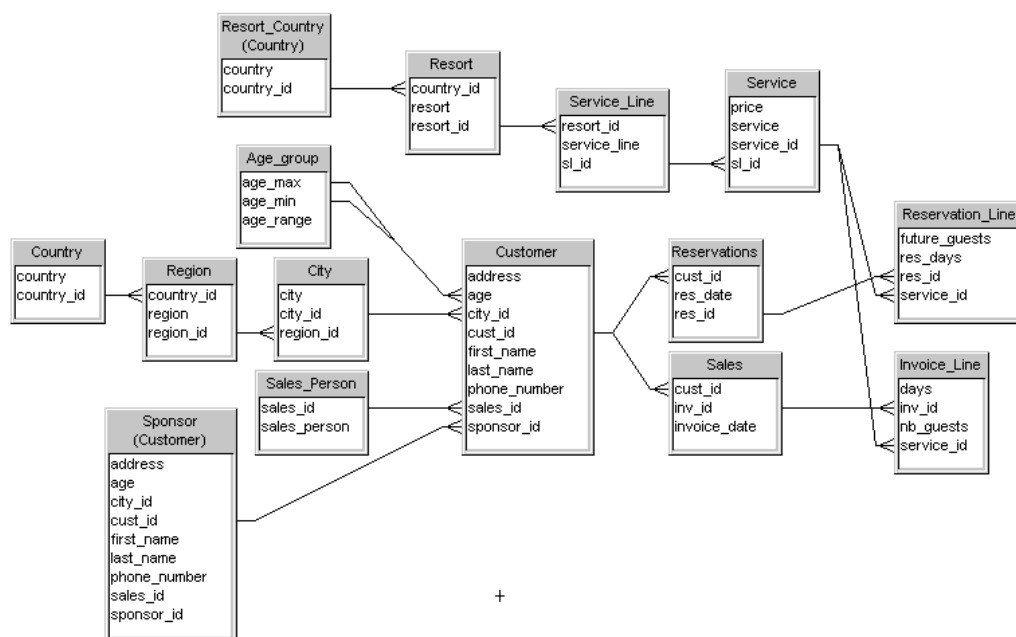 Resort_Country
(Country)
country
country_id
Resort
country_id
resort
resort_id
Service_Line
resort_id
service_line
sl_id
Service
price
service
service_id
sl_id
Age_group
age_max
age_min
age_range
Country
country
country_id
Region
country_id
region
region_id
City
city
city_id
region_id
Customer
address
age
city_id
cust_id
first_name
last_name
phone_number
sales_id
sponsor_id
Reservations
cust_id
res_date
res_id
Reservation_Line
future_guests
res_days
res_id
service_id
Sales_Person
sales_id
sales_person
Sales
cust_id
inv_id
invoice_date
Invoice_Line
days
inv_id
nb_guests
service_id
Sponsor
(Customer)
address
age
city_id
cust_id
first_name
last_name
phone_number
sales_id
sponsor_id